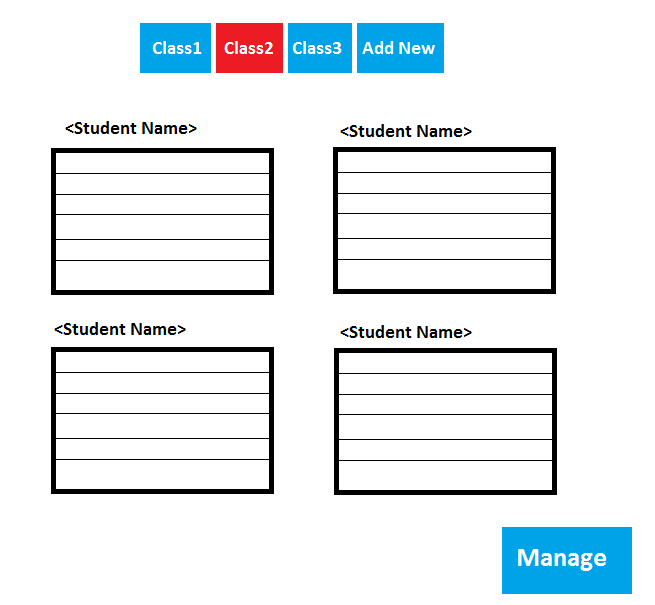 Class1 Class2 Class3 Add New
<Student Name> <Student Name>
<Student Name> <Student Name>
Manage